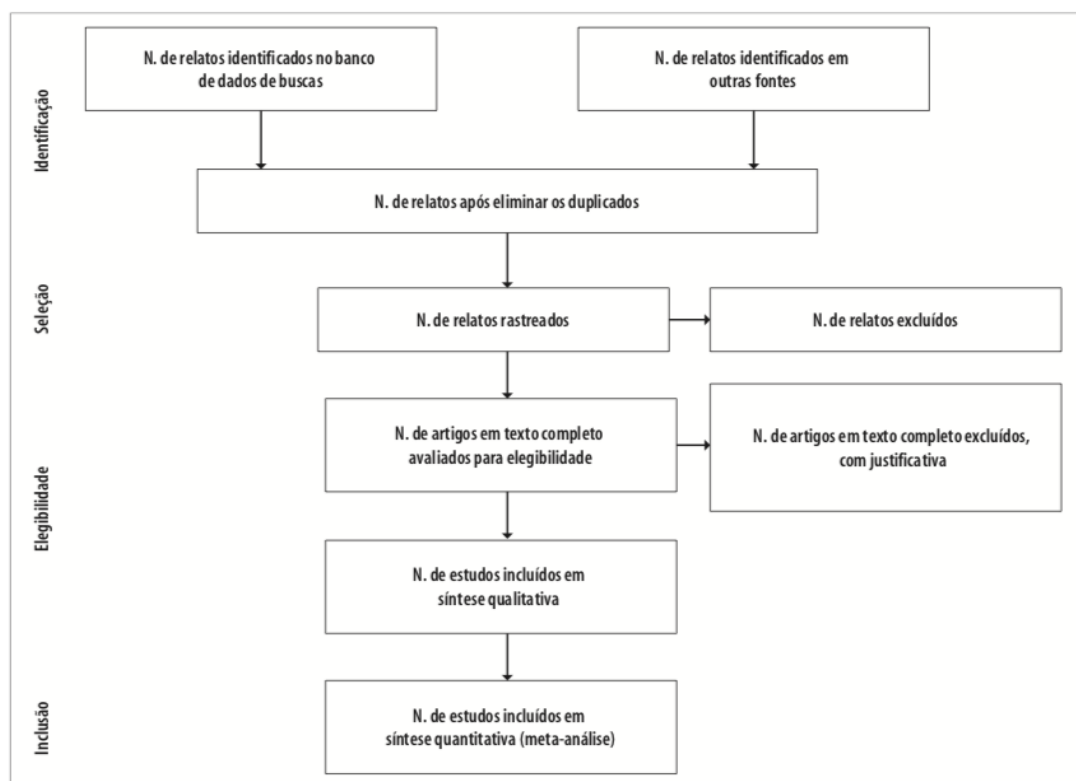 Identificação
N. de relatos identificados no banco
de dados de buscas
N. de relatos identificados em
outras fontes
N. de relatos após eliminar os duplicados
Seleção
N. de relatos rastreados
N. de relatos excluídos
Elegibilidade
N. de artigos em texto completo
avaliados para elegibilidade
N. de artigos em texto completo excluídos,
com justificativa
N. de estudos incluídos em
síntese qualitativa
Inclusão
N. de estudos incluídos em
síntese quantitativa (meta-análise)